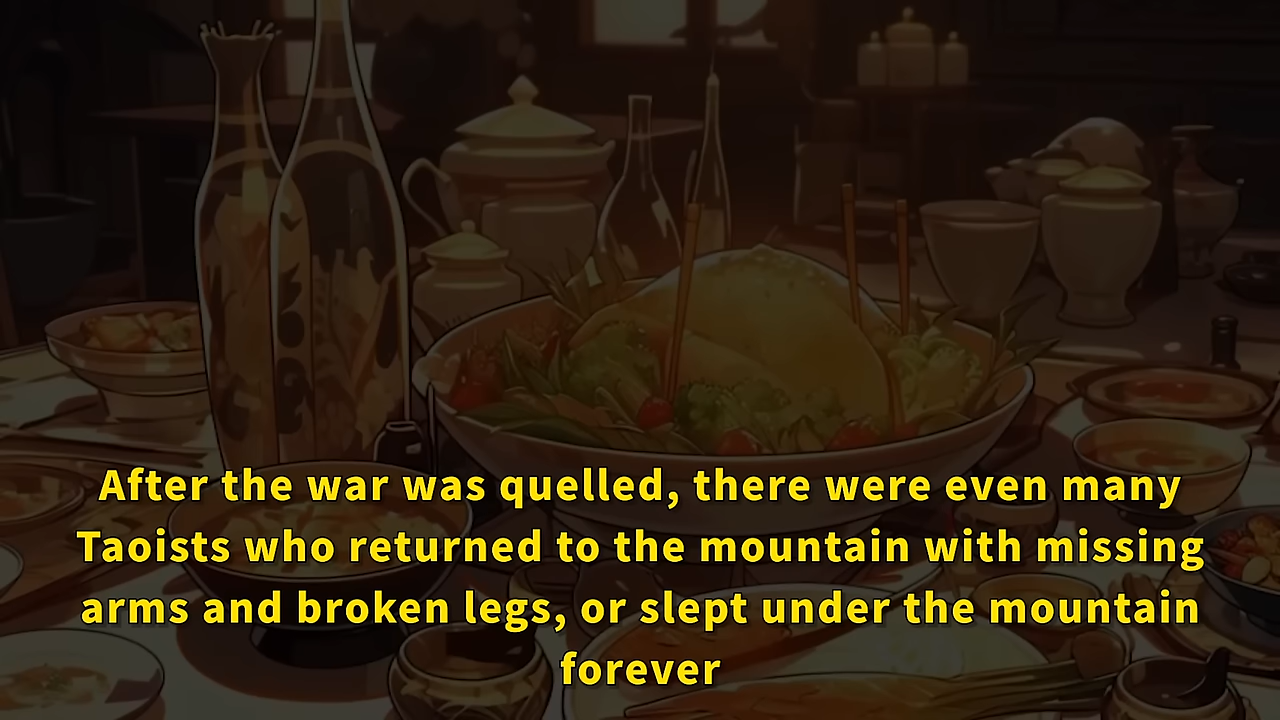 After the war was quelled, there were even many
Taoists who returned to the mountain with missing
arms and broken legs, or slept under the mountain
forever